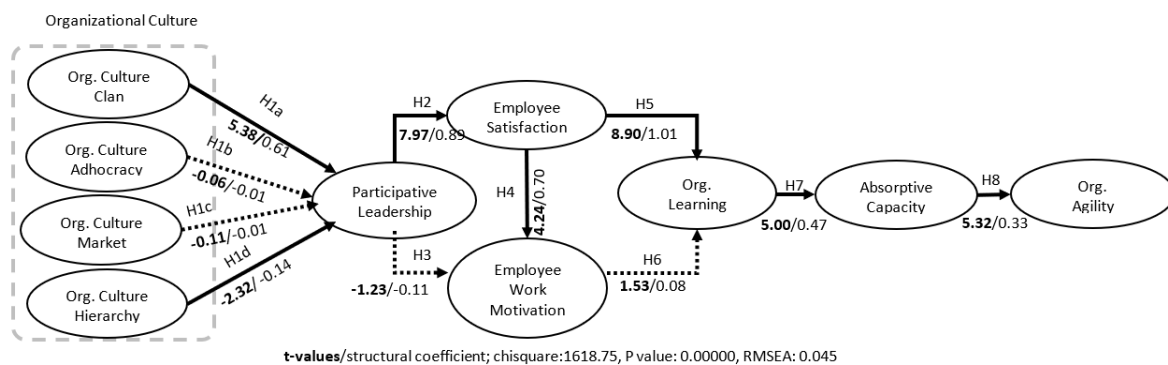 Organizational Culture
Org. Culture
Clan
Org. Culture
Adhocracy
Org. Culture
Market
Org. Culture
Hierarchy
H1a
5.38/0.61
H1b
-0.06/-0.01
H1c
-0.11/-0.01
H1d
-2.32/ -0.14
Participative
Leadership
H2
7.97/0.89
H3
-1.23/-0.11
Employee
Satisfaction
H4
4.24/0.70
Employee
Work
Motivation
H5
8.90/1.01
H6
1.53/0.08
Org.
Learning
H7
5.00/0.47
Absorptive
Capacity
H8
5.32/0.33
Org.
Agility
t-values/structural coefficient; chisquare:1618.75, P value: 0.00000, RMSEA: 0.045